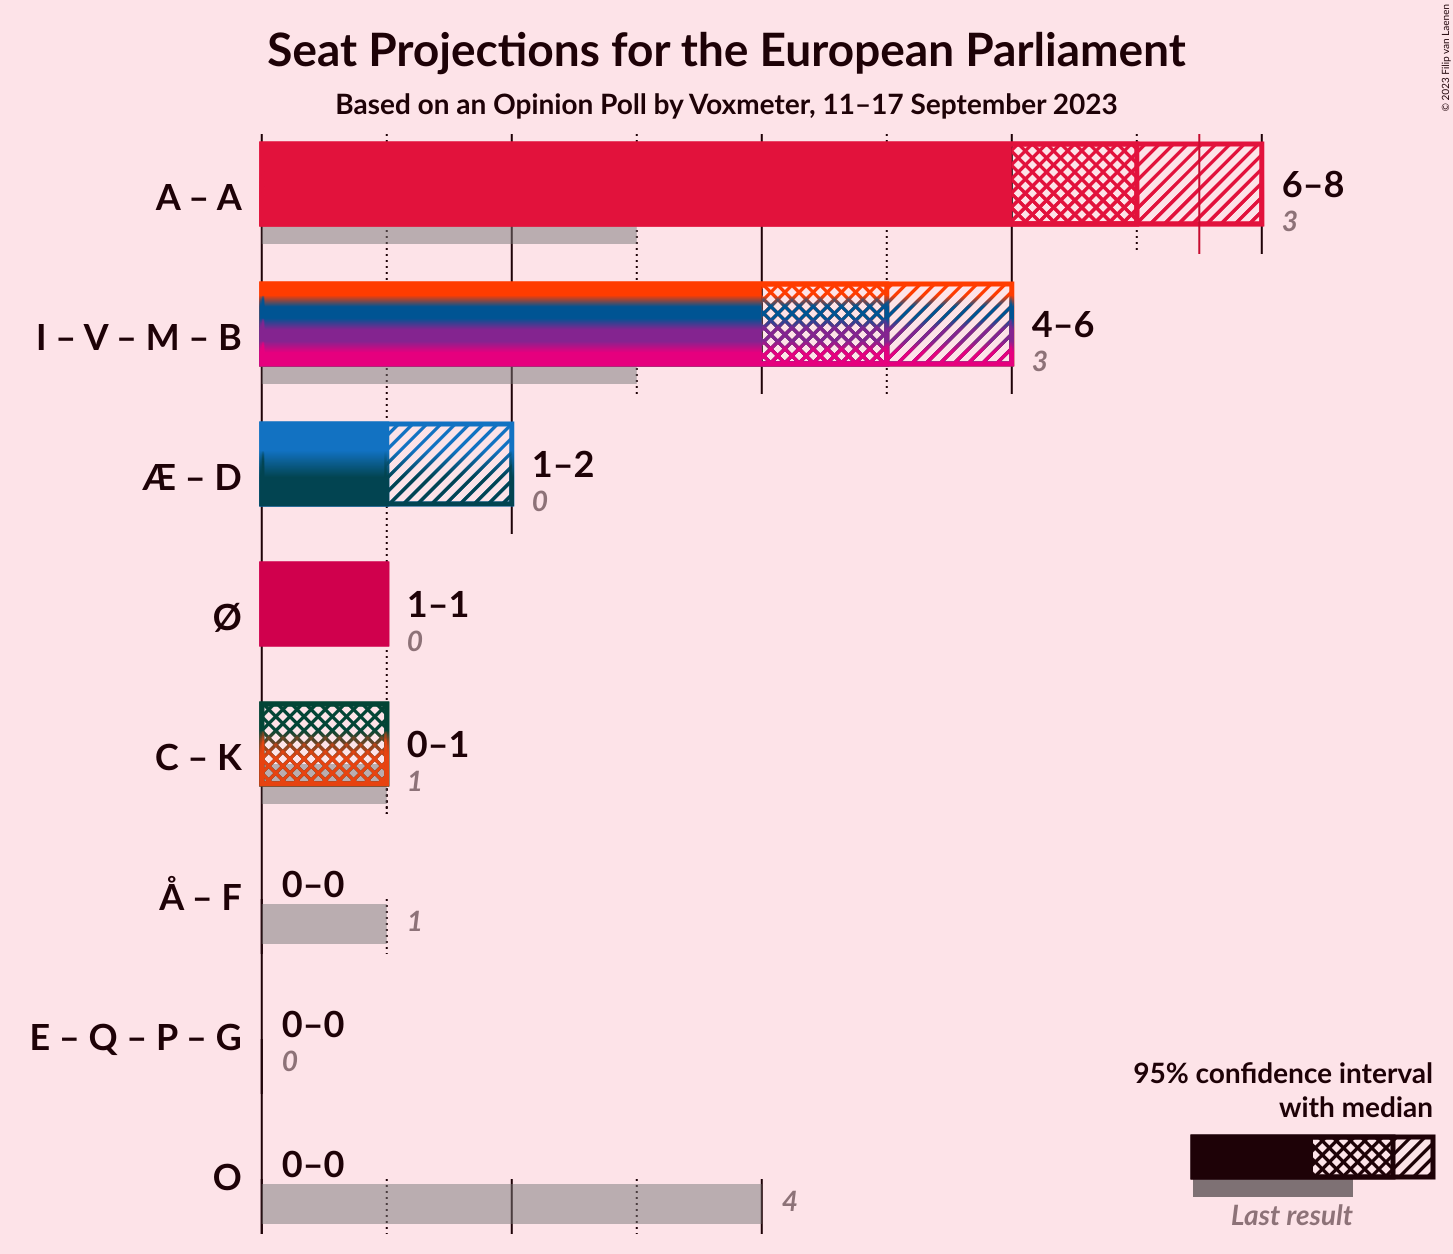 Seat Projections for the European Parliament
Based on an Opinion Poll by Voxmeter, 11–17 September 2023
© 2023 Filip van Laenen
A – A
6–8
3
I – V – M – B
4–6
3
Æ – D
1–2
0
Ø
1–1
0
C – K
0–1
1
Å – F
0–0
1
E – Q – P – G
0–0
0
O
0–0
4
95% confidence interval
with median
Last result